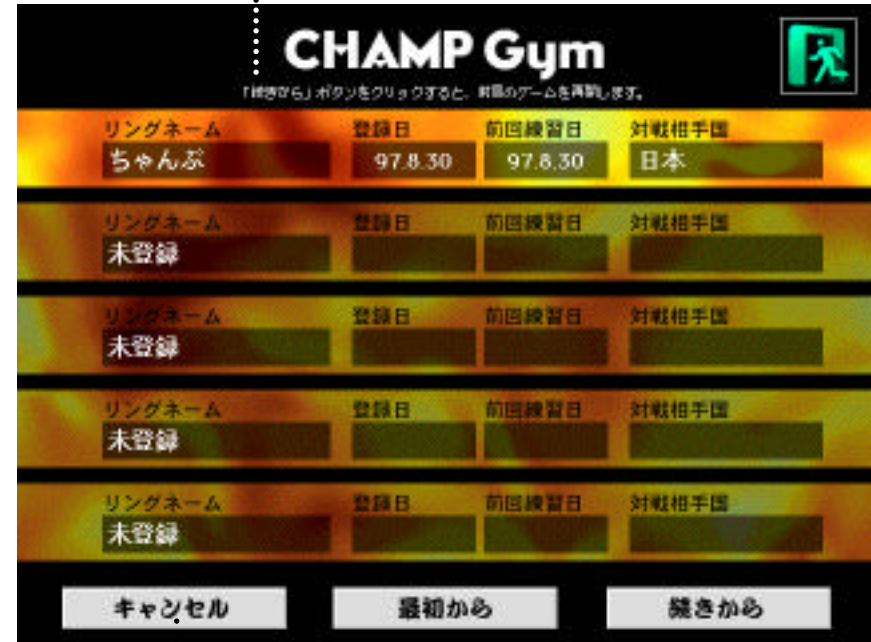 CHAMP Gym
「続きから」ボタンをクリックすると、前回のゲームを再開します。
リングネーム 登録日 前回練習日 対戦相手国
ちゃんぷ 97.8.30 97.8.30 日本
リングネーム 登録日 前回練習日 対戦相手国
未登録
リングネーム 登録日 前回練習日 対戦相手国
未登録
リングネーム 登録日 前回練習日 対戦相手国
未登録
リングネーム 登録日 前回練習日 対戦相手国
未登録
キャンセル 最初から 続きから